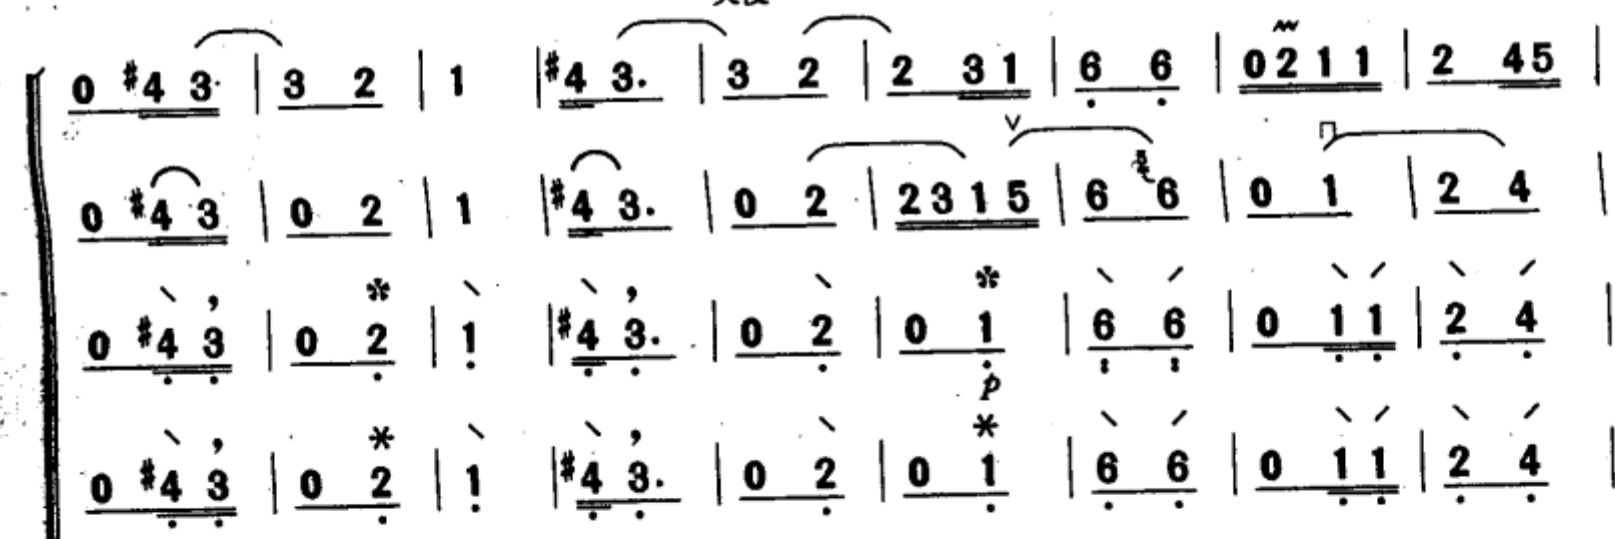 0 #4 3· | 3 2 | 1 | #4 3. | 3 2 | 2 31 | 6 6 | 0211 | 2 45 |
0 #4 3 | 0 2 | 1 | #4 3. | 0 2 | 2315 | 6 6 | 0 1 | 2 4 |
0 #4 3 | 0 2 | 1 | #4 3. | 0 2 | 0 1 | 6 6 | 0 11 | 2 4 |
p
0 #4 3 | 0 2 | 1 | #4 3. | 0 2 | 0 1 | 6 6 | 0 11 | 2 4 |